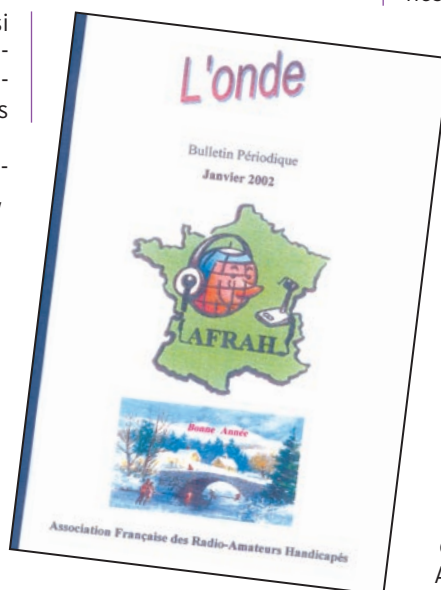 L'onde
Bulletin Périodique
Janvier 2002
AFRAH
Bonne Année
Association Française des Radio-Amateurs Handicapés